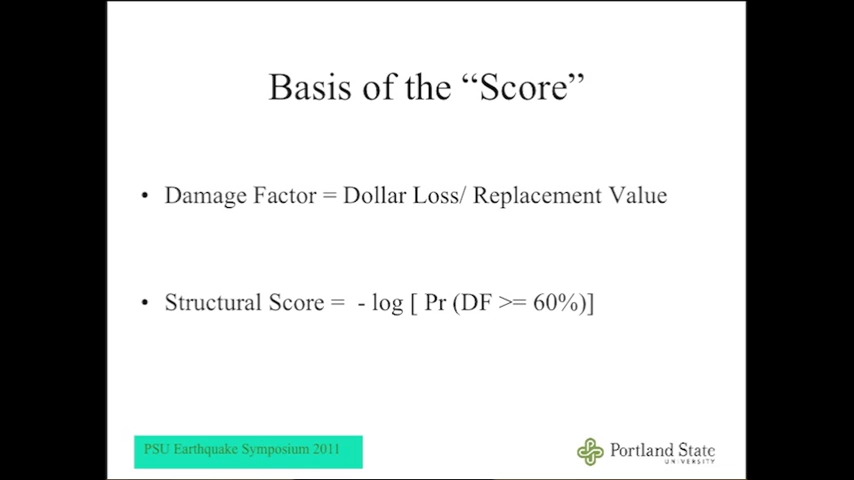 Basis of the “Score”
• Damage Factor = Dollar Loss/ Replacement Value
• Structural Score = - log [ Pr (DF >= 60%)]
PSU Earthquake Symposium 2011
Portland State
UNIVERSITY